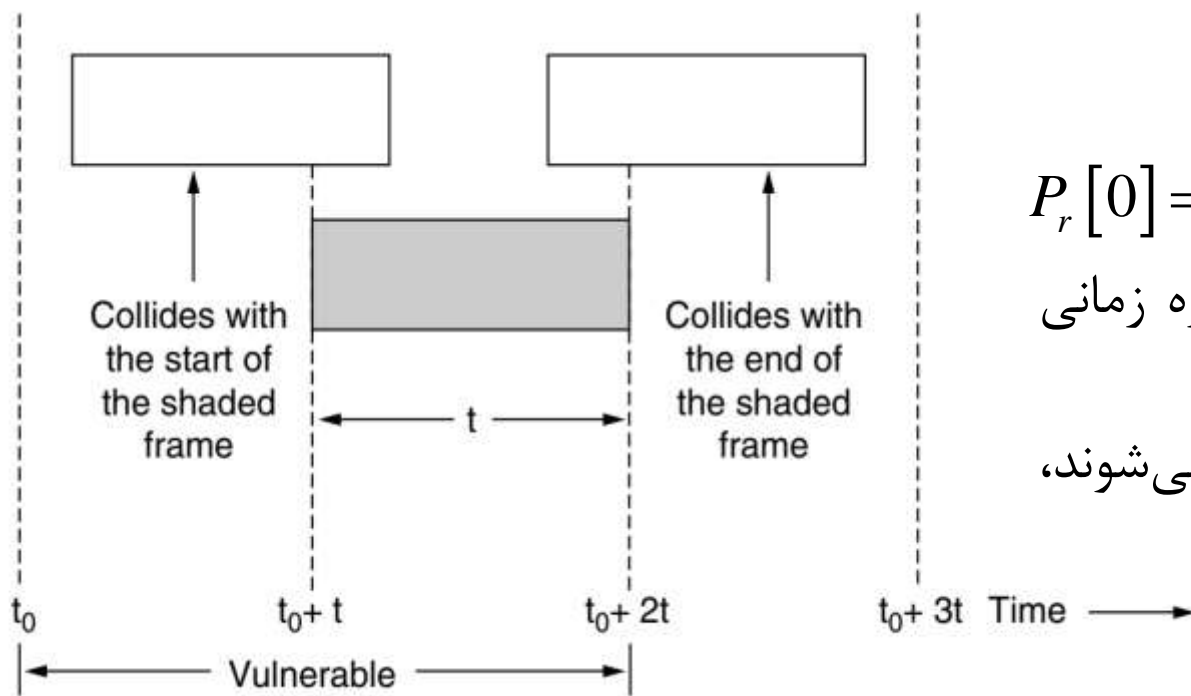 P_r [0] =
Collides with
the start of
the shaded
frame
Collides with
the end of
the shaded
frame
زمانی
t
می‌شوند،
t₀
t₀+ t
t₀+ 2t
t₀+ 3t Time
Vulnerable